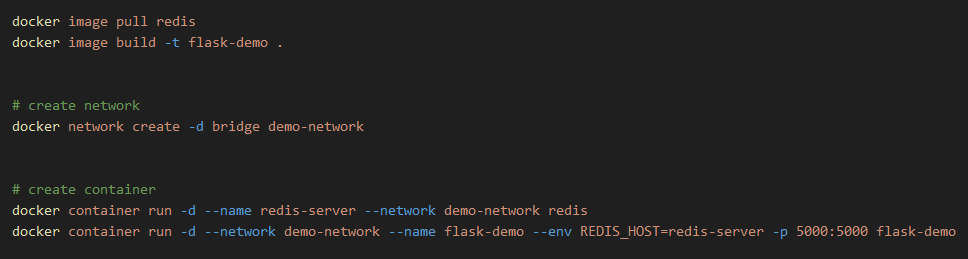 docker image pull redis
docker image build -t flask-demo .
# create network
docker network create -d bridge demo-network
# create container
docker container run -d --name redis-server --network demo-network redis
docker container run -d --network demo-network --name flask-demo --env REDIS_HOST=redis-server -p 5000:5000 flask-demo